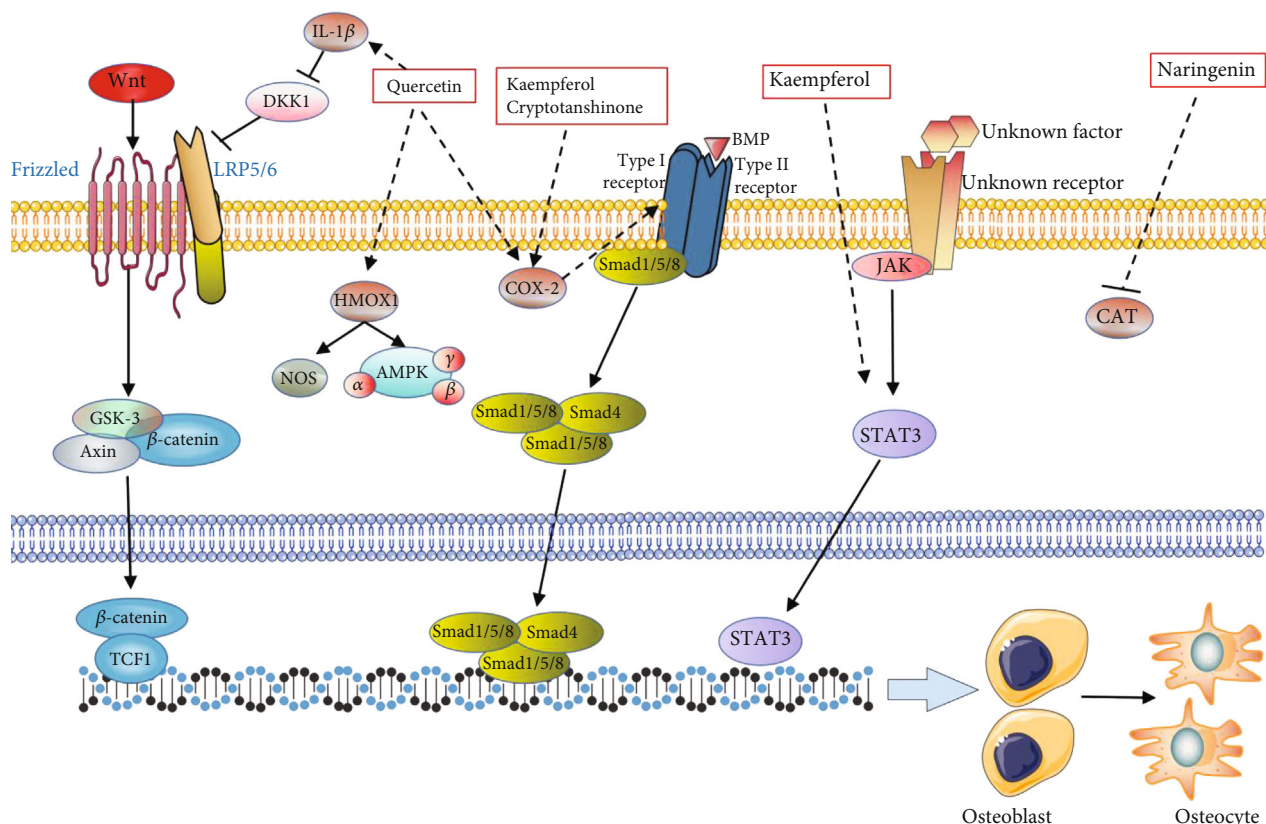 IL-1β
Wnt
DKK1
Quercetin
Kaempferol
Cryptotanshinone
Kaempferol
Naringenin
Frizzled
LRP5/6
BMP
Type I
receptor
Type II
receptor
Unknown factor
Unknown receptor
Smad1/5/8
JAK
COX-2
HMOX1
CAT
NOS
AMPK
α
γ
β
GSK-3
Axin
β-catenin
Smad1/5/8
Smad4
Smad1/5/8
STAT3
β-catenin
TCF1
Smad1/5/8
Smad4
Smad1/5/8
STAT3
Osteoblast
Osteocyte